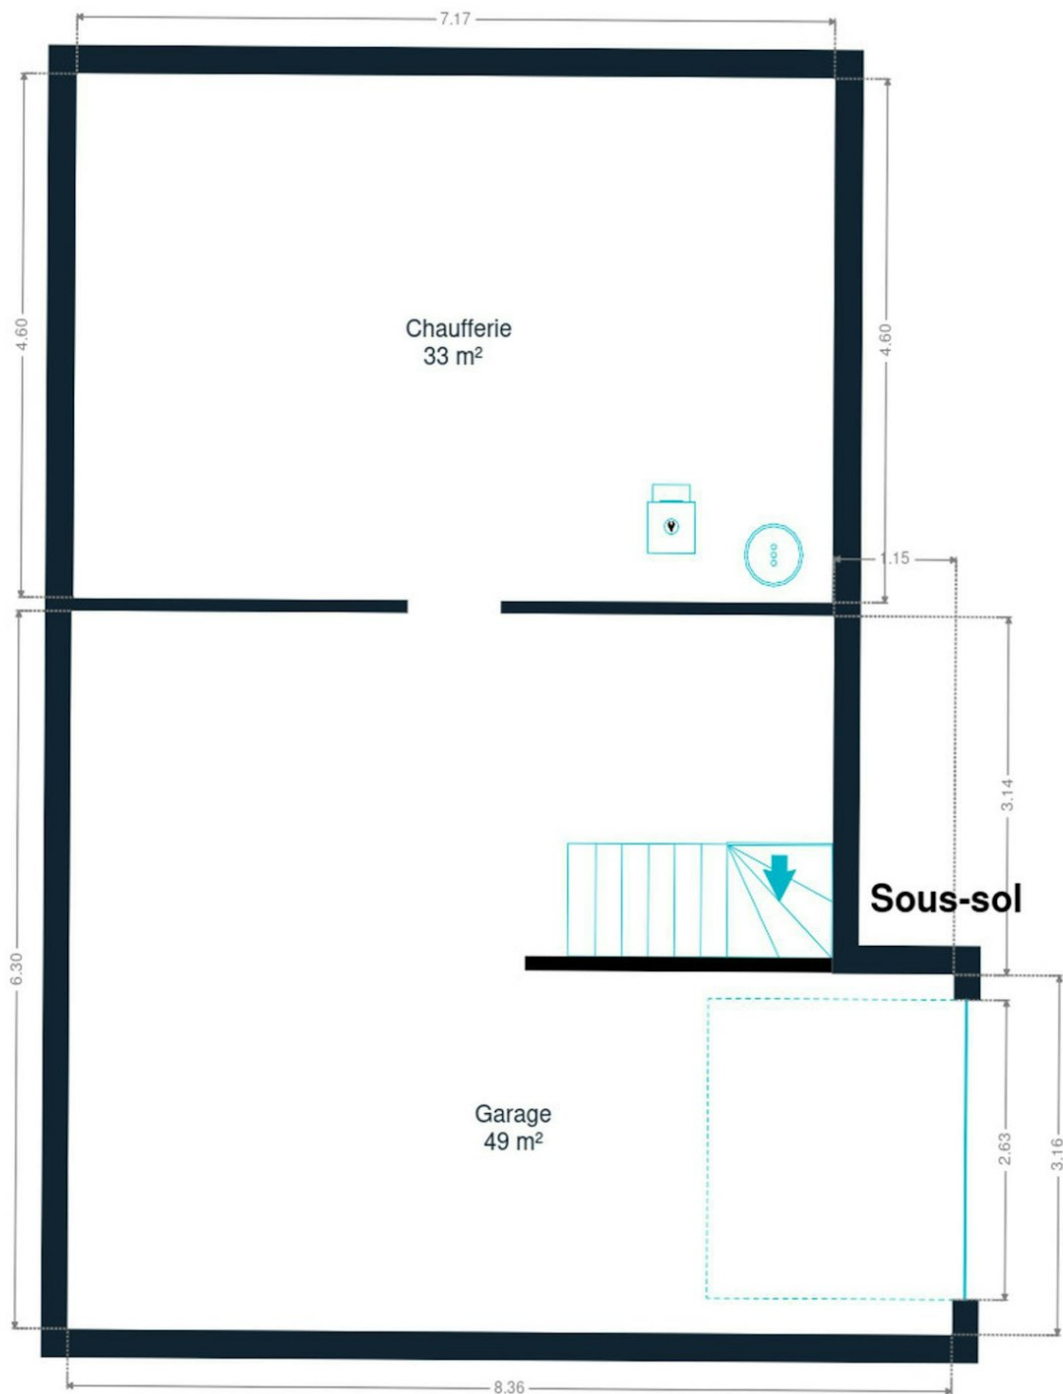 7.17
4.60
Chaufferie
33 m²
4.60
1.15
3.14
Sous-sol
6.30
Garage
49 m²
2.63
3.16
8.36